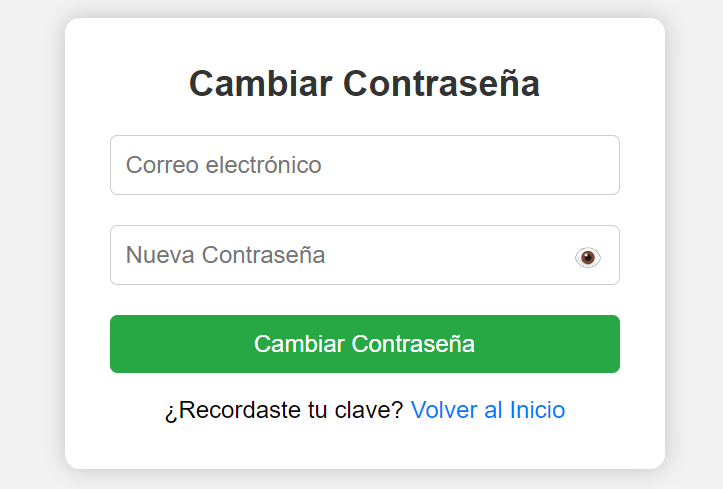 Cambiar Contraseña
Correo electrónico
Nueva Contraseña
Cambiar Contraseña
¿Recordaste tu clave? Volver al Inicio